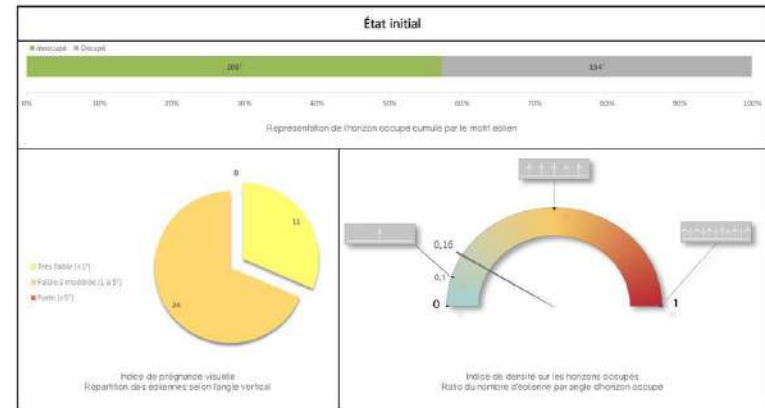 État initial
Inoccupé Occupé
206° 154°
0% 10% 20% 30% 40% 50% 60% 70% 80% 90% 100%
Représentation de l'horizon occupé cumulé par le motif éolien
0
11
24
Très faible (<1°)
Faible à modérée (1 à 5°)
Forte (>5°)
Indice de prégnance visuelle
Répartition des éoliennes selon l'angle vertical
0,16
0,1
0
1
Indice de densité sur les horizons occupés
Ratio du nombre d'éolienne par angle d'horizon occupé